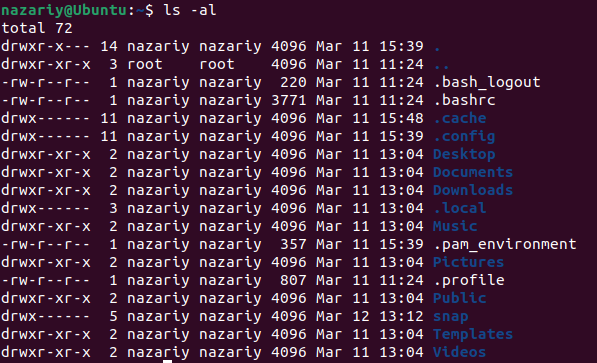 nazariy@Ubuntu:~$ ls -al
total 72
drwxr-x--- 14 nazariy nazariy 4096 Mar 11 15:39 .
drwxr-xr-x  3 root    root    4096 Mar 11 11:24 ..
-rw-r--r--  1 nazariy nazariy  220 Mar 11 11:24 .bash_logout
-rw-r--r--  1 nazariy nazariy 3771 Mar 11 11:24 .bashrc
drwx------ 11 nazariy nazariy 4096 Mar 11 15:48 .cache
drwx------ 11 nazariy nazariy 4096 Mar 11 15:39 .config
drwxr-xr-x  2 nazariy nazariy 4096 Mar 11 13:04 Desktop
drwxr-xr-x  2 nazariy nazariy 4096 Mar 11 13:04 Documents
drwxr-xr-x  2 nazariy nazariy 4096 Mar 11 13:04 Downloads
drwx------  3 nazariy nazariy 4096 Mar 11 13:04 .local
drwxr-xr-x  2 nazariy nazariy 4096 Mar 11 13:04 Music
-rw-r--r--  1 nazariy nazariy  357 Mar 11 15:39 .pam_environment
drwxr-xr-x  2 nazariy nazariy 4096 Mar 11 13:04 Pictures
-rw-r--r--  1 nazariy nazariy  807 Mar 11 11:24 .profile
drwxr-xr-x  2 nazariy nazariy 4096 Mar 11 13:04 Public
drwx------  5 nazariy nazariy 4096 Mar 12 13:12 snap
drwxr-xr-x  2 nazariy nazariy 4096 Mar 11 13:04 Templates
drwxr-xr-x  2 nazariy nazariy 4096 Mar 11 13:04 Videos